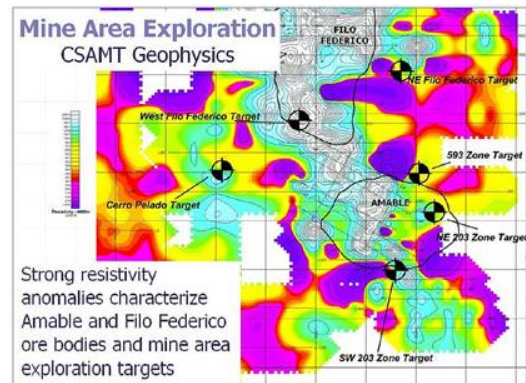 Mine Area Exploration
CSAMT Geophysics
FILO
FEDERICO
NE Filo Federico Target
West Filo Federico Target
593 Zone Target
Cerro Pelado Target
AMABLE
NE 203 Zone Target
Strong resistivity
anomalies characterize
Amable and Filo Federico
ore bodies and mine area
exploration targets
SW 203 Zone Target